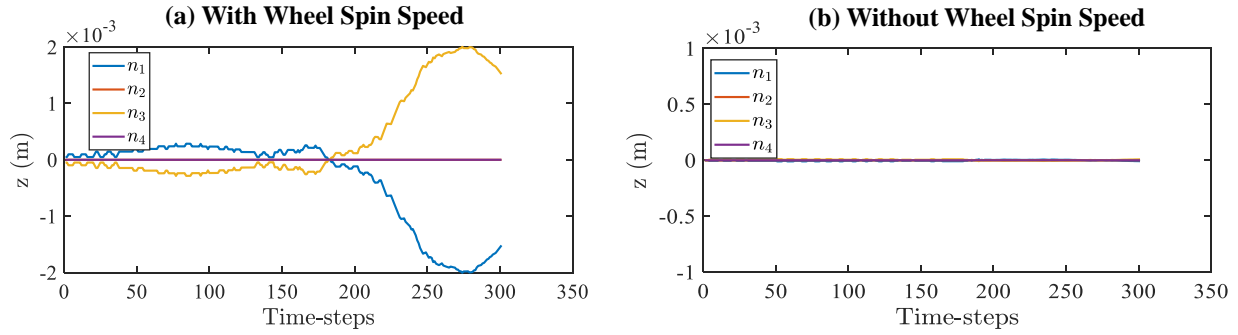 (a) With Wheel Spin Speed
×10⁻³
2
1
0
-1
-2
z (m)
n₁
n₂
n₃
n₄
0 50 100 150 200 250 300 350
Time-steps
(b) Without Wheel Spin Speed
×10⁻³
1
0.5
0
-0.5
-1
z (m)
n₁
n₂
n₃
n₄
0 50 100 150 200 250 300 350
Time-steps